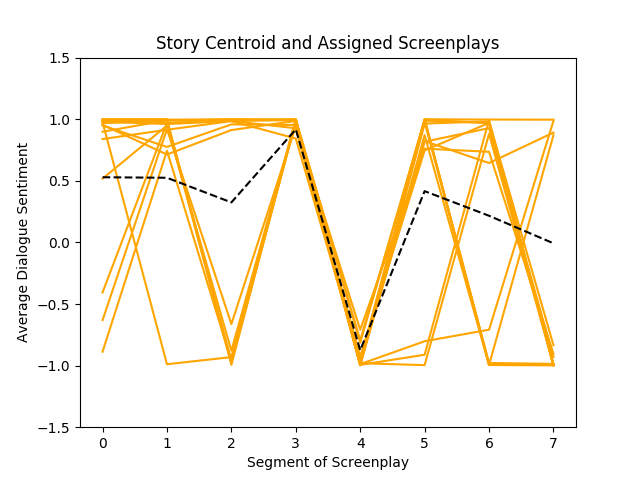 Story Centroid and Assigned Screenplays
1.5
1.0
0.5
0.0
−0.5
−1.0
−1.5
Average Dialogue Sentiment
0 1 2 3 4 5 6 7
Segment of Screenplay